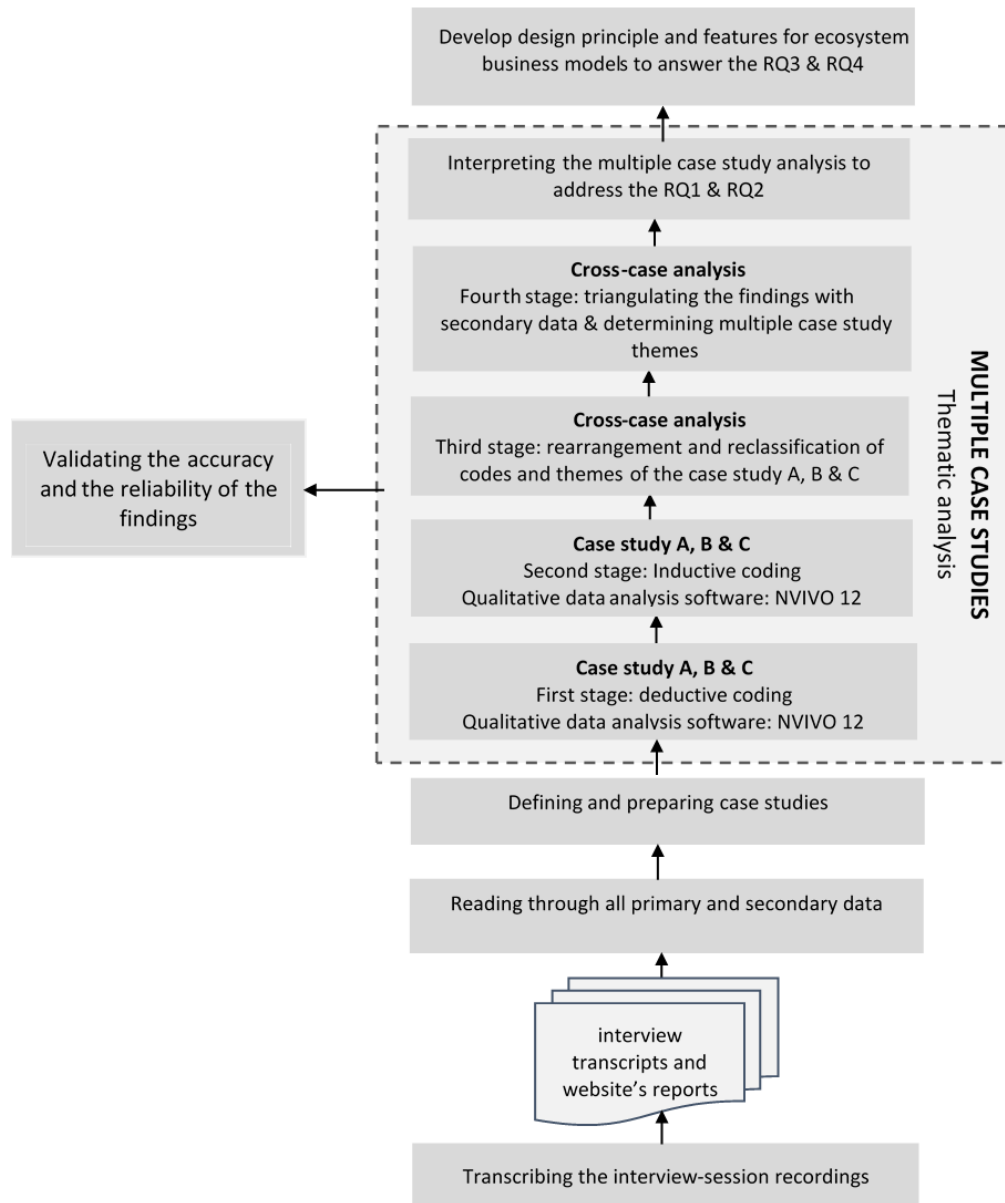 Develop design principle and features for ecosystem
business models to answer the RQ3 & RQ4
Interpreting the multiple case study analysis to
address the RQ1 & RQ2
Cross-case analysis
Fourth stage: triangulating the findings with
secondary data & determining multiple case study
themes
Cross-case analysis
Third stage: rearrangement and reclassification of
codes and themes of the case study A, B & C
Case study A, B & C
Second stage: Inductive coding
Qualitative data analysis software: NVIVO 12
Case study A, B & C
First stage: deductive coding
Qualitative data analysis software: NVIVO 12
MULTIPLE CASE STUDIES
Thematic analysis
Validating the accuracy
and the reliability of the
findings
Defining and preparing case studies
Reading through all primary and secondary data
interview
transcripts and
website’s reports
Transcribing the interview-session recordings